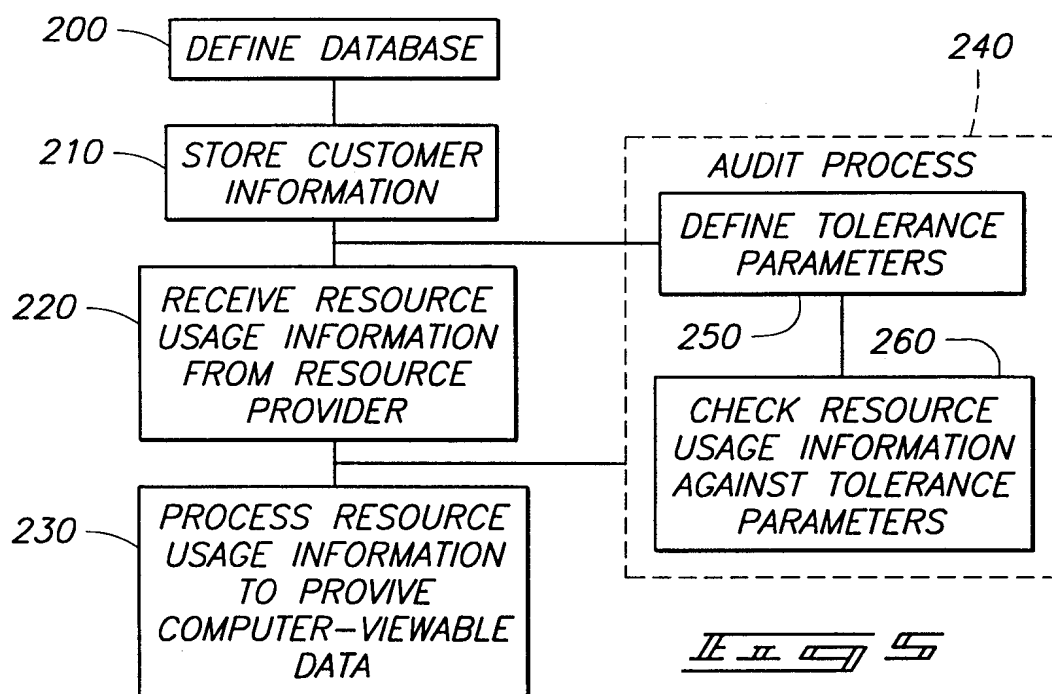 200
DEFINE DATABASE
210
STORE CUSTOMER
INFORMATION
220
RECEIVE RESOURCE
USAGE INFORMATION
FROM RESOURCE
PROVIDER
230
PROCESS RESOURCE
USAGE INFORMATION
TO PROVIVE
COMPUTER-VIEWABLE
DATA
240
AUDIT PROCESS
DEFINE TOLERANCE
PARAMETERS
250
260
CHECK RESOURCE
USAGE INFORMATION
AGAINST TOLERANCE
PARAMETERS
FIG 5